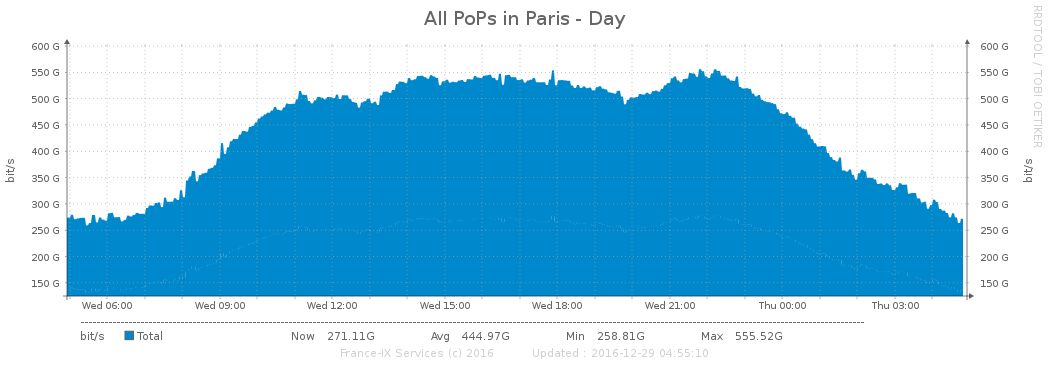 All PoPs in Paris - Day
RRDTOOL / TOBI OETIKER
600 G 600 G
550 G 550 G
500 G 500 G
450 G 450 G
400 G 400 G
350 G 350 G
300 G 300 G
250 G 250 G
200 G 200 G
150 G 150 G
bit/s bit/s
Wed 06:00 Wed 09:00 Wed 12:00 Wed 15:00 Wed 18:00 Wed 21:00 Thu 00:00 Thu 03:00
bit/s Total Now 271.11G Avg 444.97G Min 258.81G Max 555.52G
France-IX Services (c) 2016 Updated : 2016-12-29 04:55:10